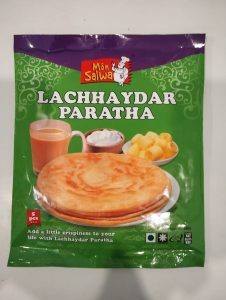 Mon
Salwa
LACHHAYDAR
PARATHA
5
pcs
Add a little crispiness to your
life with Lachhaydar Paratha